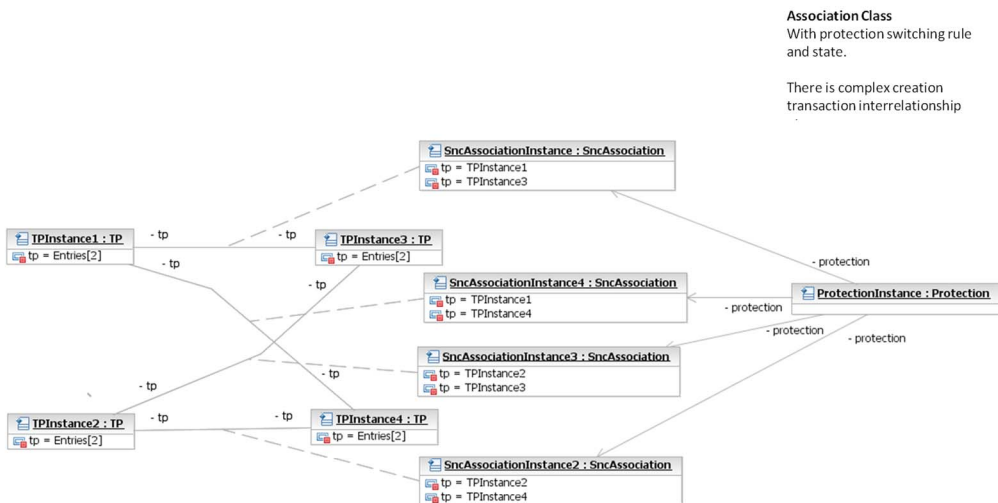 Association Class
With protection switching rule
and state.
There is complex creation
transaction interrelationship
SncAssociationInstance : SncAssociation
tp = TPInstance1
tp = TPInstance3
TPInstance1 : TP
tp = Entries[2]
- tp
- tp
TPInstance3 : TP
tp = Entries[2]
- tp
- tp
- protection
SncAssociationInstance4 : SncAssociation
tp = TPInstance1
tp = TPInstance4
ProtectionInstance : Protection
- protection
- protection
- protection
SncAssociationInstance3 : SncAssociation
tp = TPInstance2
tp = TPInstance3
- tp
- tp
TPInstance2 : TP
tp = Entries[2]
- tp
- tp
TPInstance4 : TP
tp = Entries[2]
SncAssociationInstance2 : SncAssociation
tp = TPInstance2
tp = TPInstance4